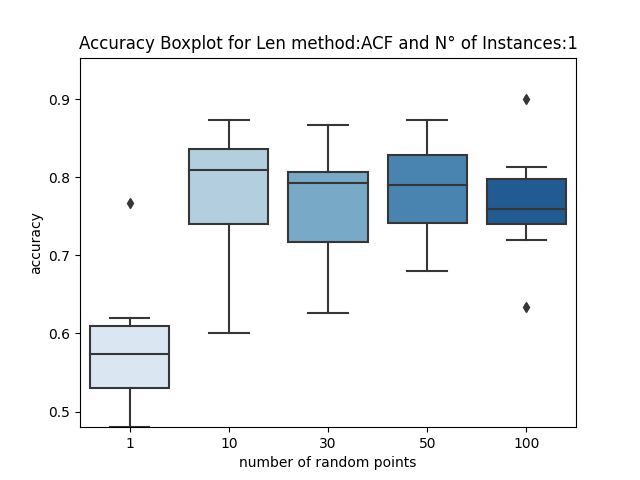 Accuracy Boxplot for Len method:ACF and N° of Instances:1
accuracy
0.9
0.8
0.7
0.6
0.5
1 10 30 50 100
number of random points